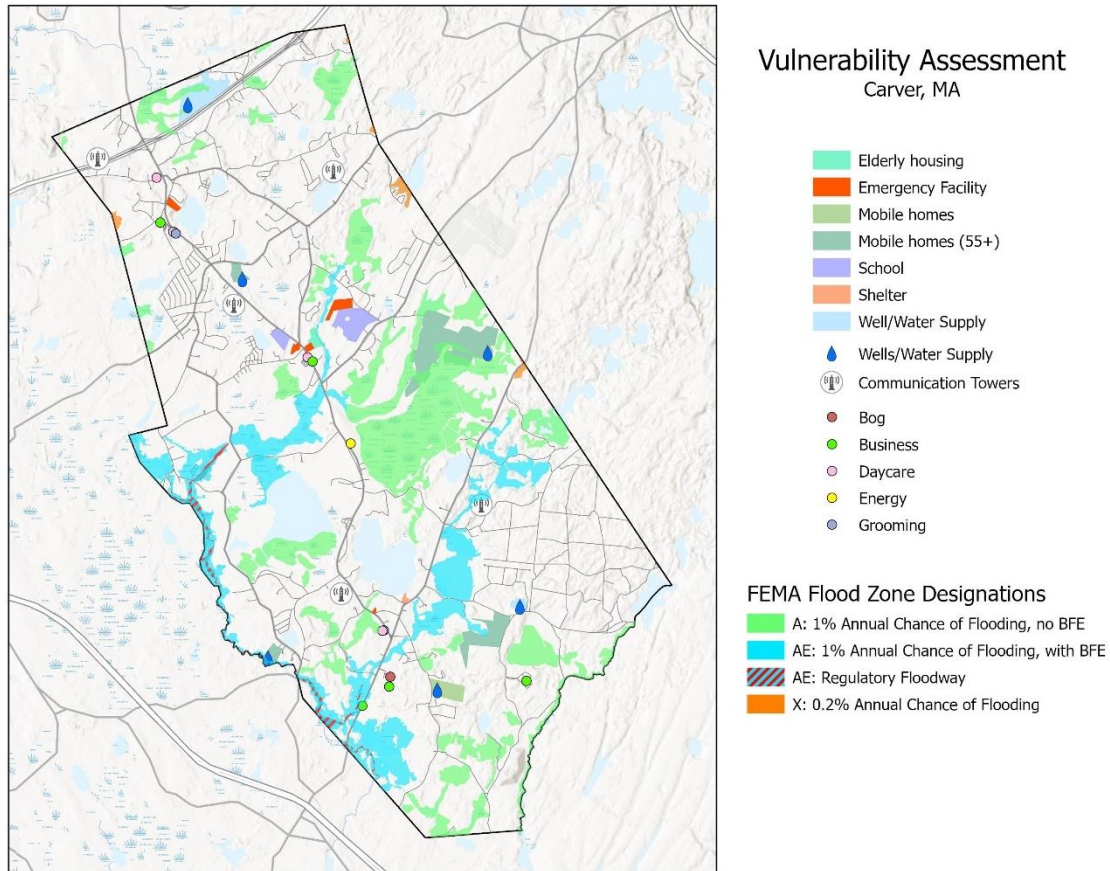 Vulnerability Assessment
Carver, MA
Elderly housing
Emergency Facility
Mobile homes
Mobile homes (55+)
School
Shelter
Well/Water Supply
Wells/Water Supply
Communication Towers
Bog
Business
Daycare
Energy
Grooming
FEMA Flood Zone Designations
A: 1% Annual Chance of Flooding, no BFE
AE: 1% Annual Chance of Flooding, with BFE
AE: Regulatory Floodway
X: 0.2% Annual Chance of Flooding